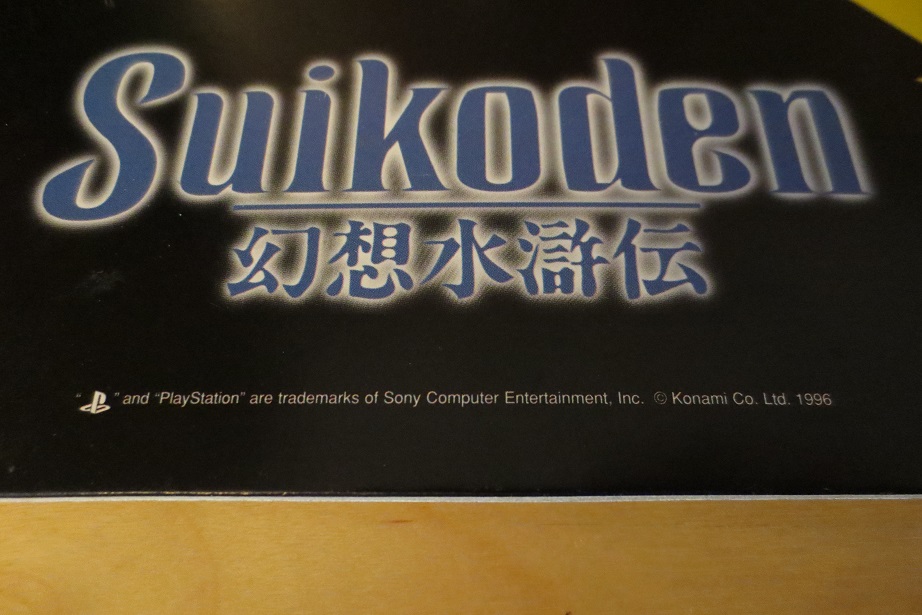 Suikoden
幻想水滸伝
“ ” and “PlayStation” are trademarks of Sony Computer Entertainment, Inc. © Konami Co. Ltd. 1996